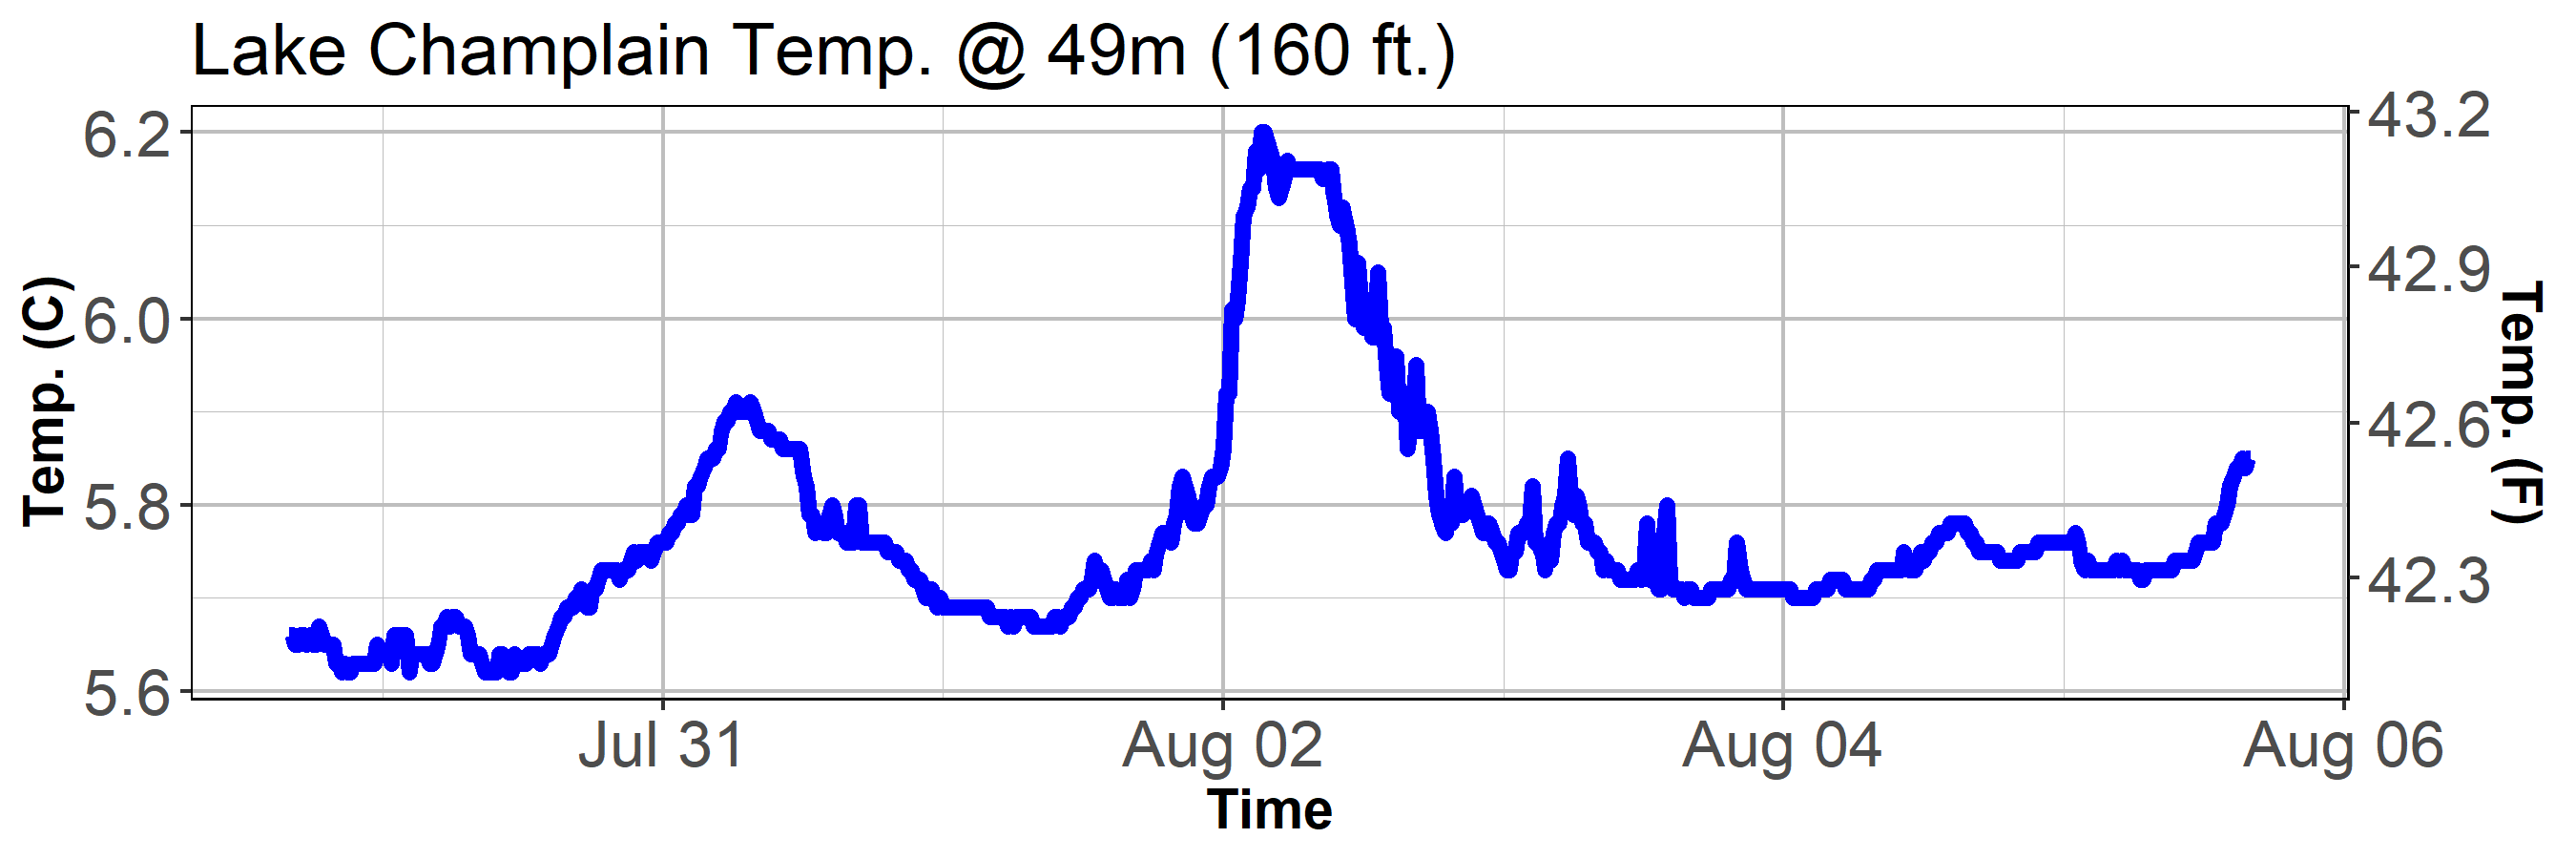 Lake Champlain Temp. @ 49m (160 ft.)
Temp. (C)
6.2
6.0
5.8
5.6
43.2
42.9
42.6
42.3
Temp. (F)
Jul 31
Aug 02
Aug 04
Aug 06
Time